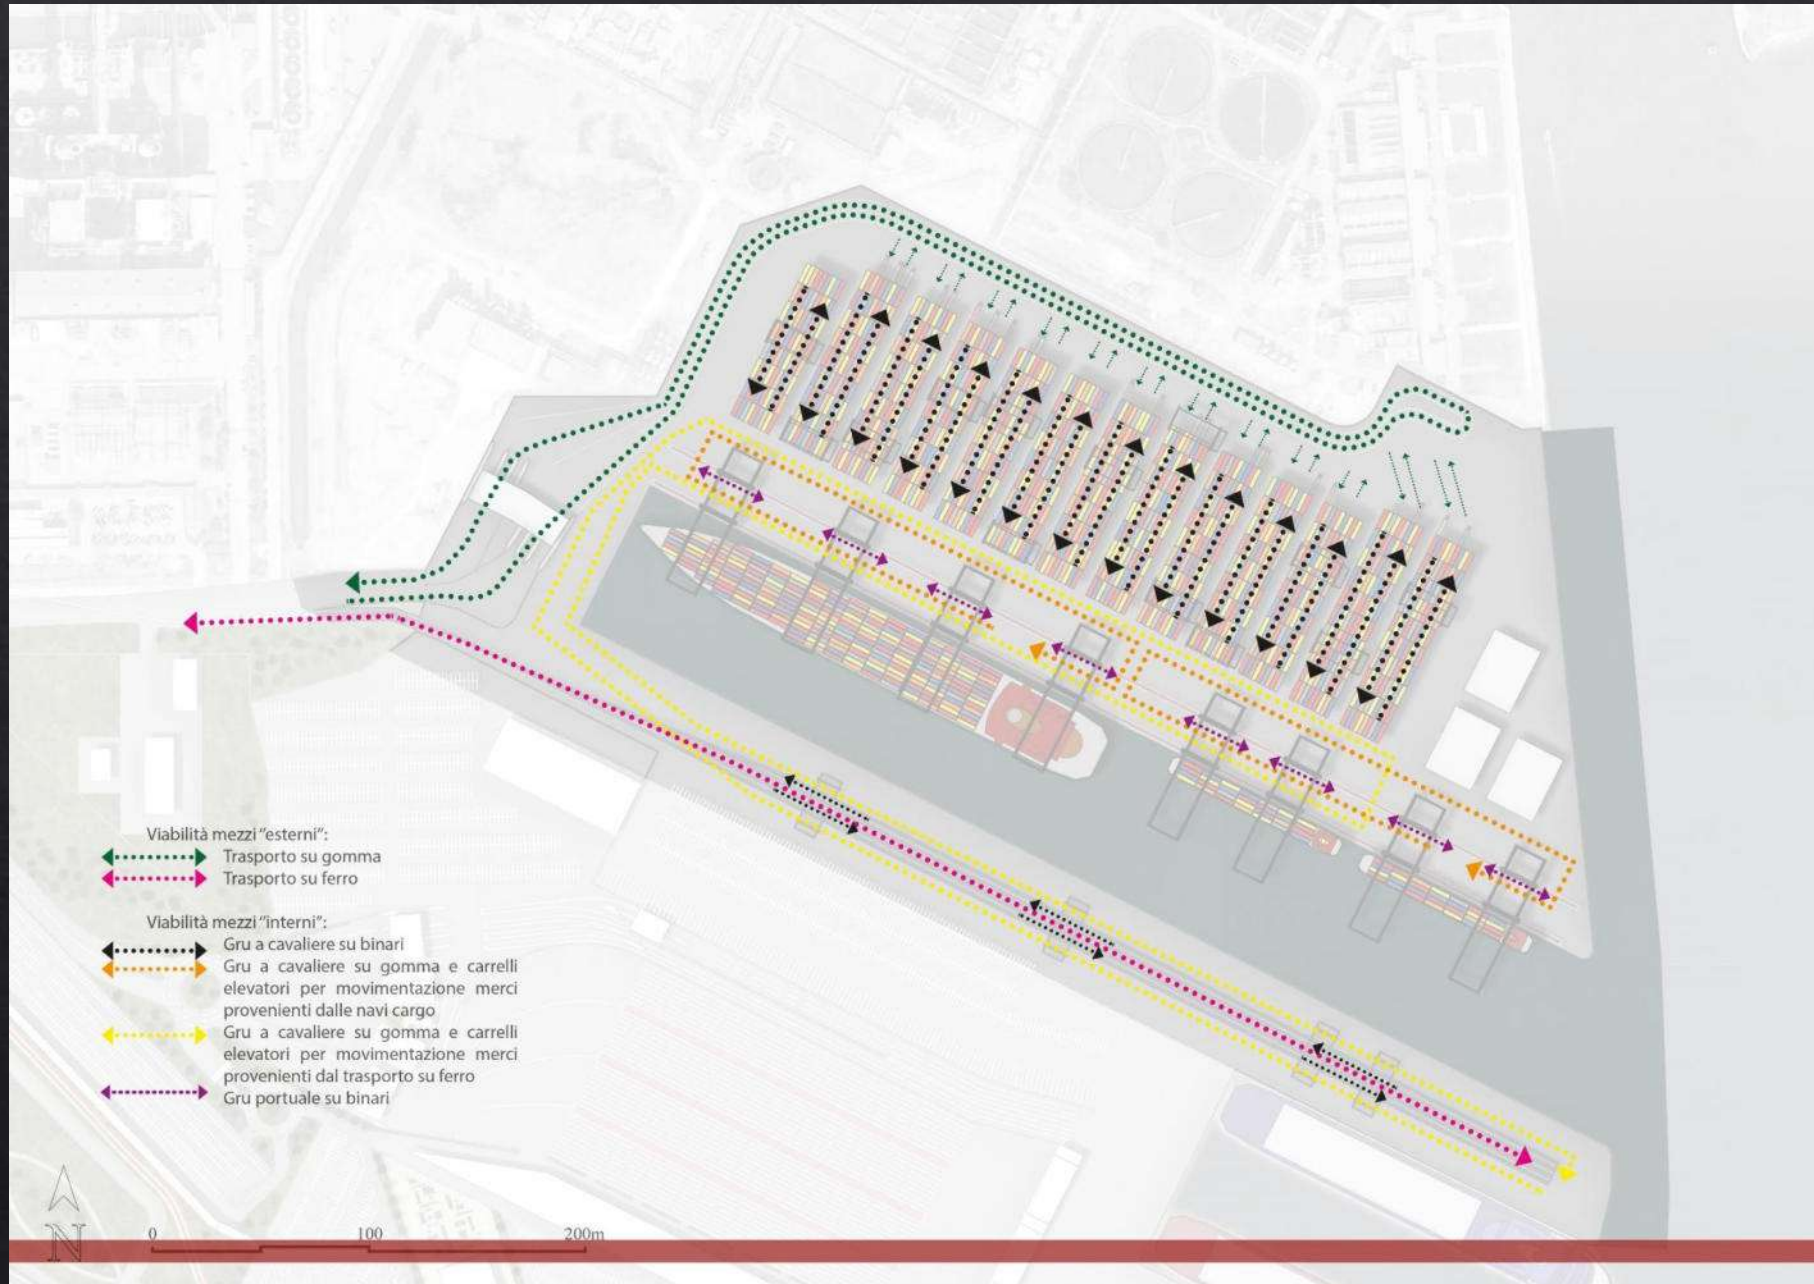 Viabilità mezzi "esterni":
Trasporto su gomma
Trasporto su ferro
Viabilità mezzi "interni":
Gru a cavaliere su binari
Gru a cavaliere su gomma e carrelli
elevatori per movimentazione merci
provenienti dalle navi cargo
Gru a cavaliere su gomma e carrelli
elevatori per movimentazione merci
provenienti dal trasporto su ferro
Gru portuale su binari
N
0 100 200m